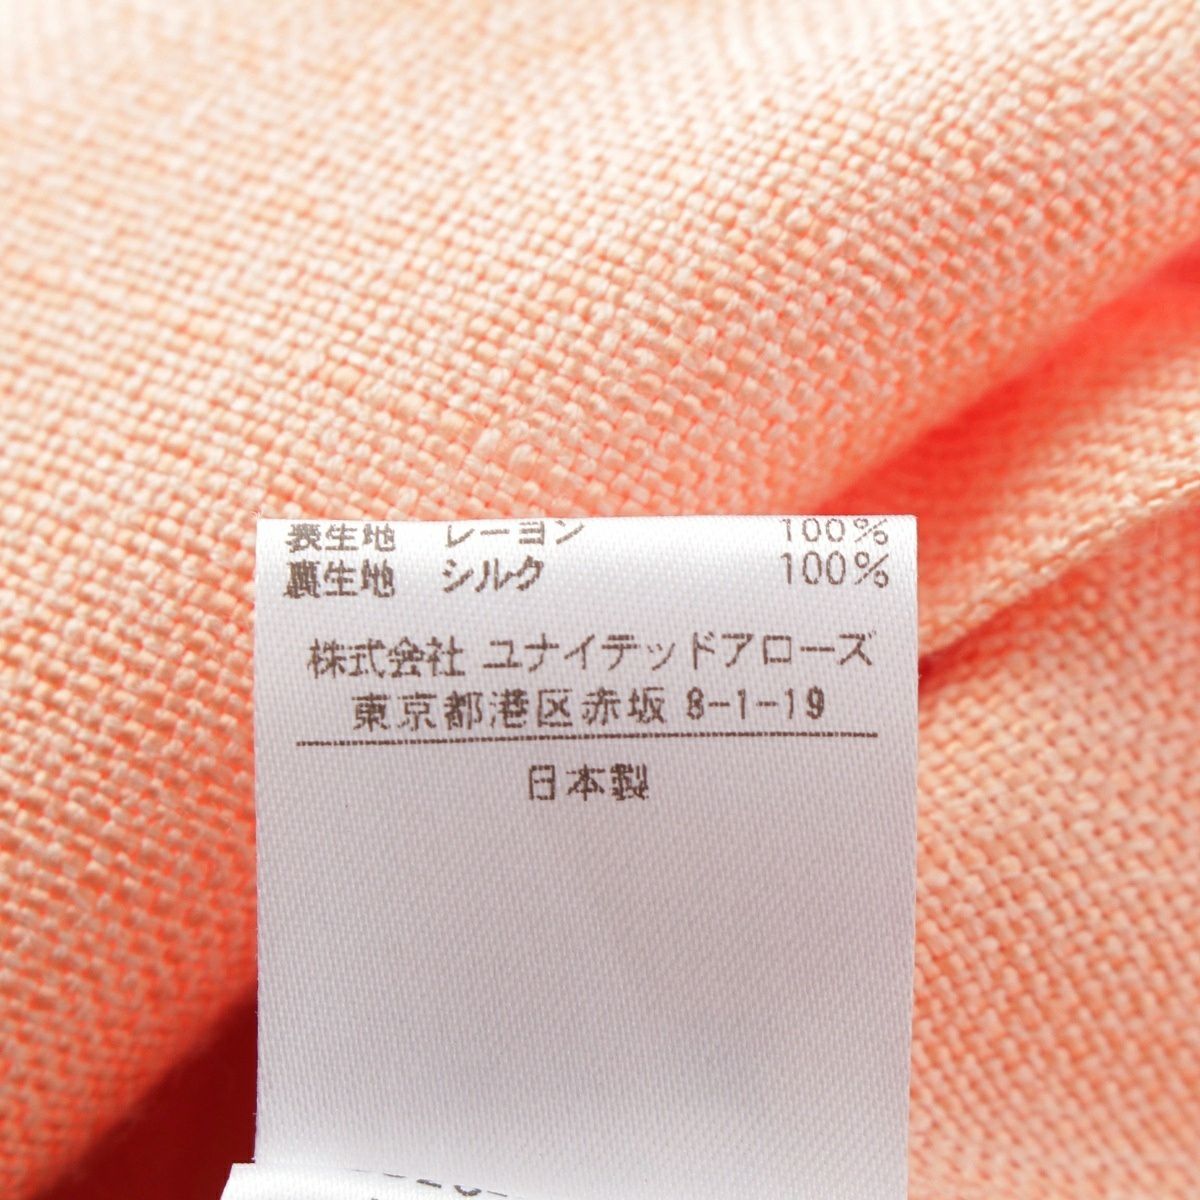 表生地 レーヨン 100%
裏生地 シルク 100%
株式会社 ユナイテッドアローズ
東京都港区赤坂 8-1-19
日本製